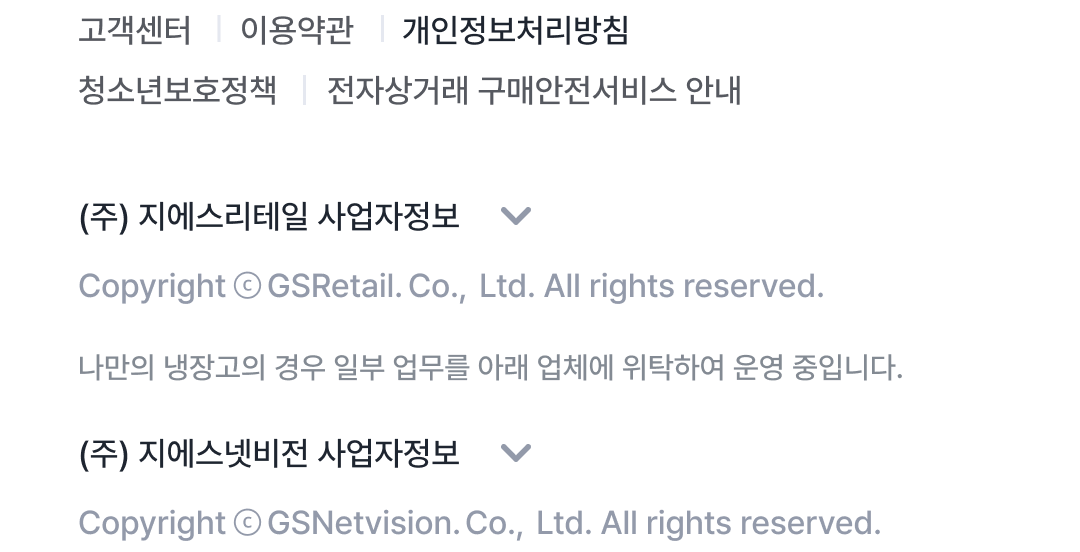 고객센터 | 이용약관 | 개인정보처리방침
청소년보호정책 | 전자상거래 구매안전서비스 안내
(주) 지에스리테일 사업자정보
Copyright ⓒ GSRetail. Co., Ltd. All rights reserved.
나만의 냉장고의 경우 일부 업무를 아래 업체에 위탁하여 운영 중입니다.
(주) 지에스넷비전 사업자정보
Copyright ⓒ GSNetvision. Co., Ltd. All rights reserved.